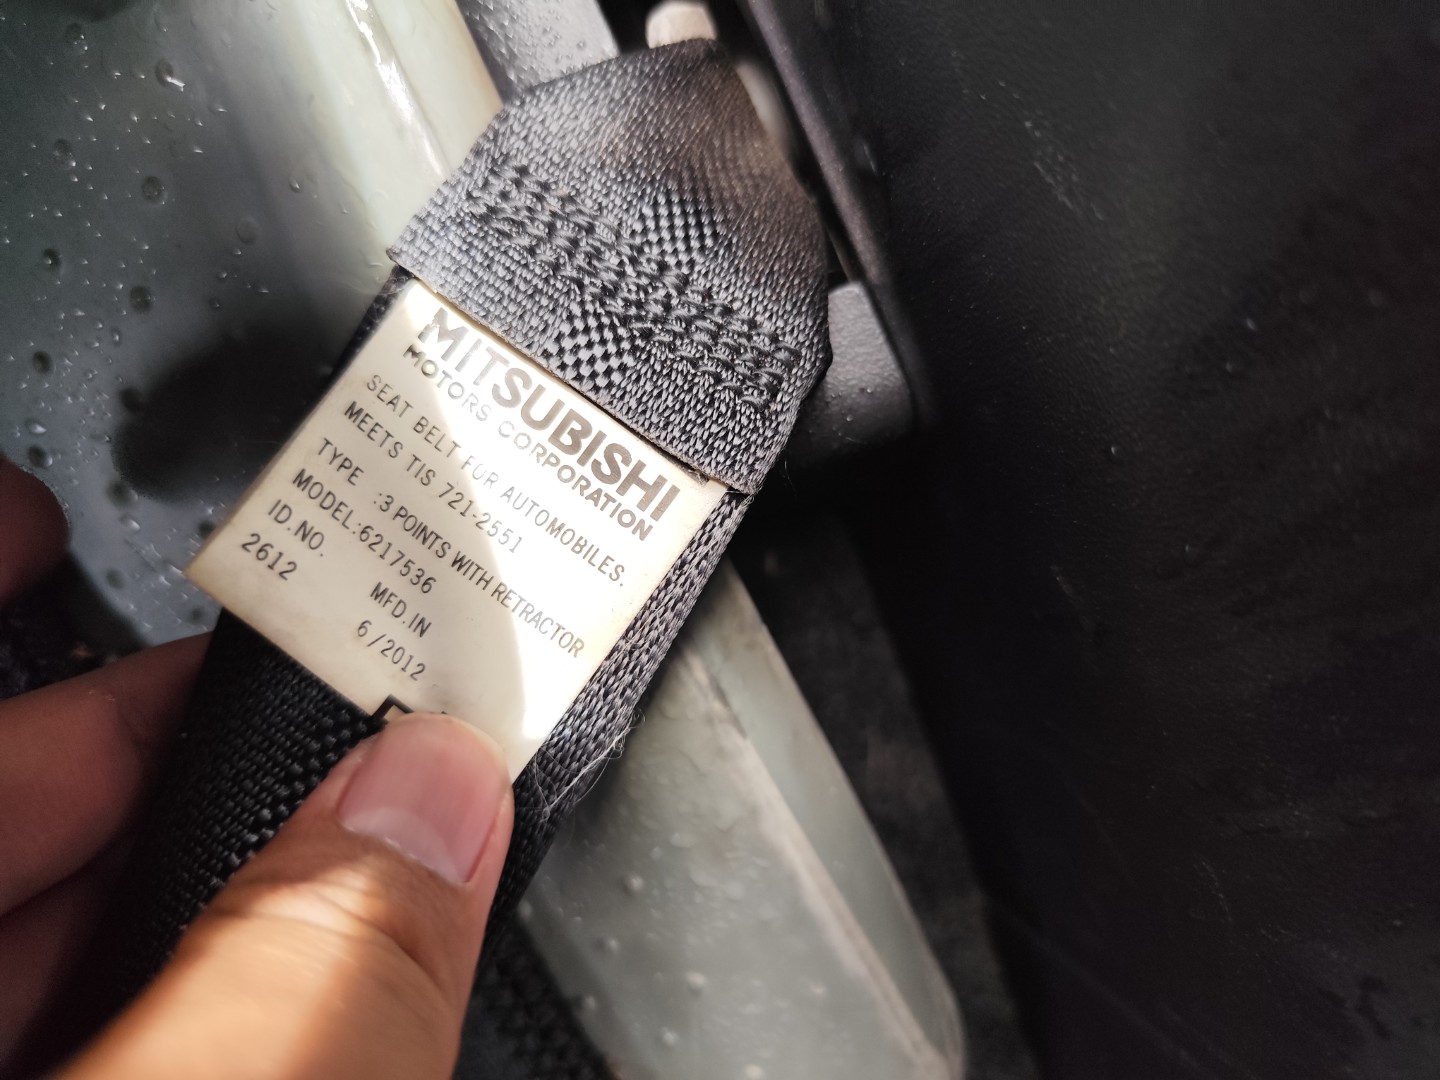 MITSUBISHI
MOTORS CORPORATION
SEAT BELT FOR AUTOMOBILES.
MEETS TIS 721-2551
TYPE :3 POINTS WITH RETRACTOR
MODEL:6217536
ID.NO. MFD.IN
2612 6/2012